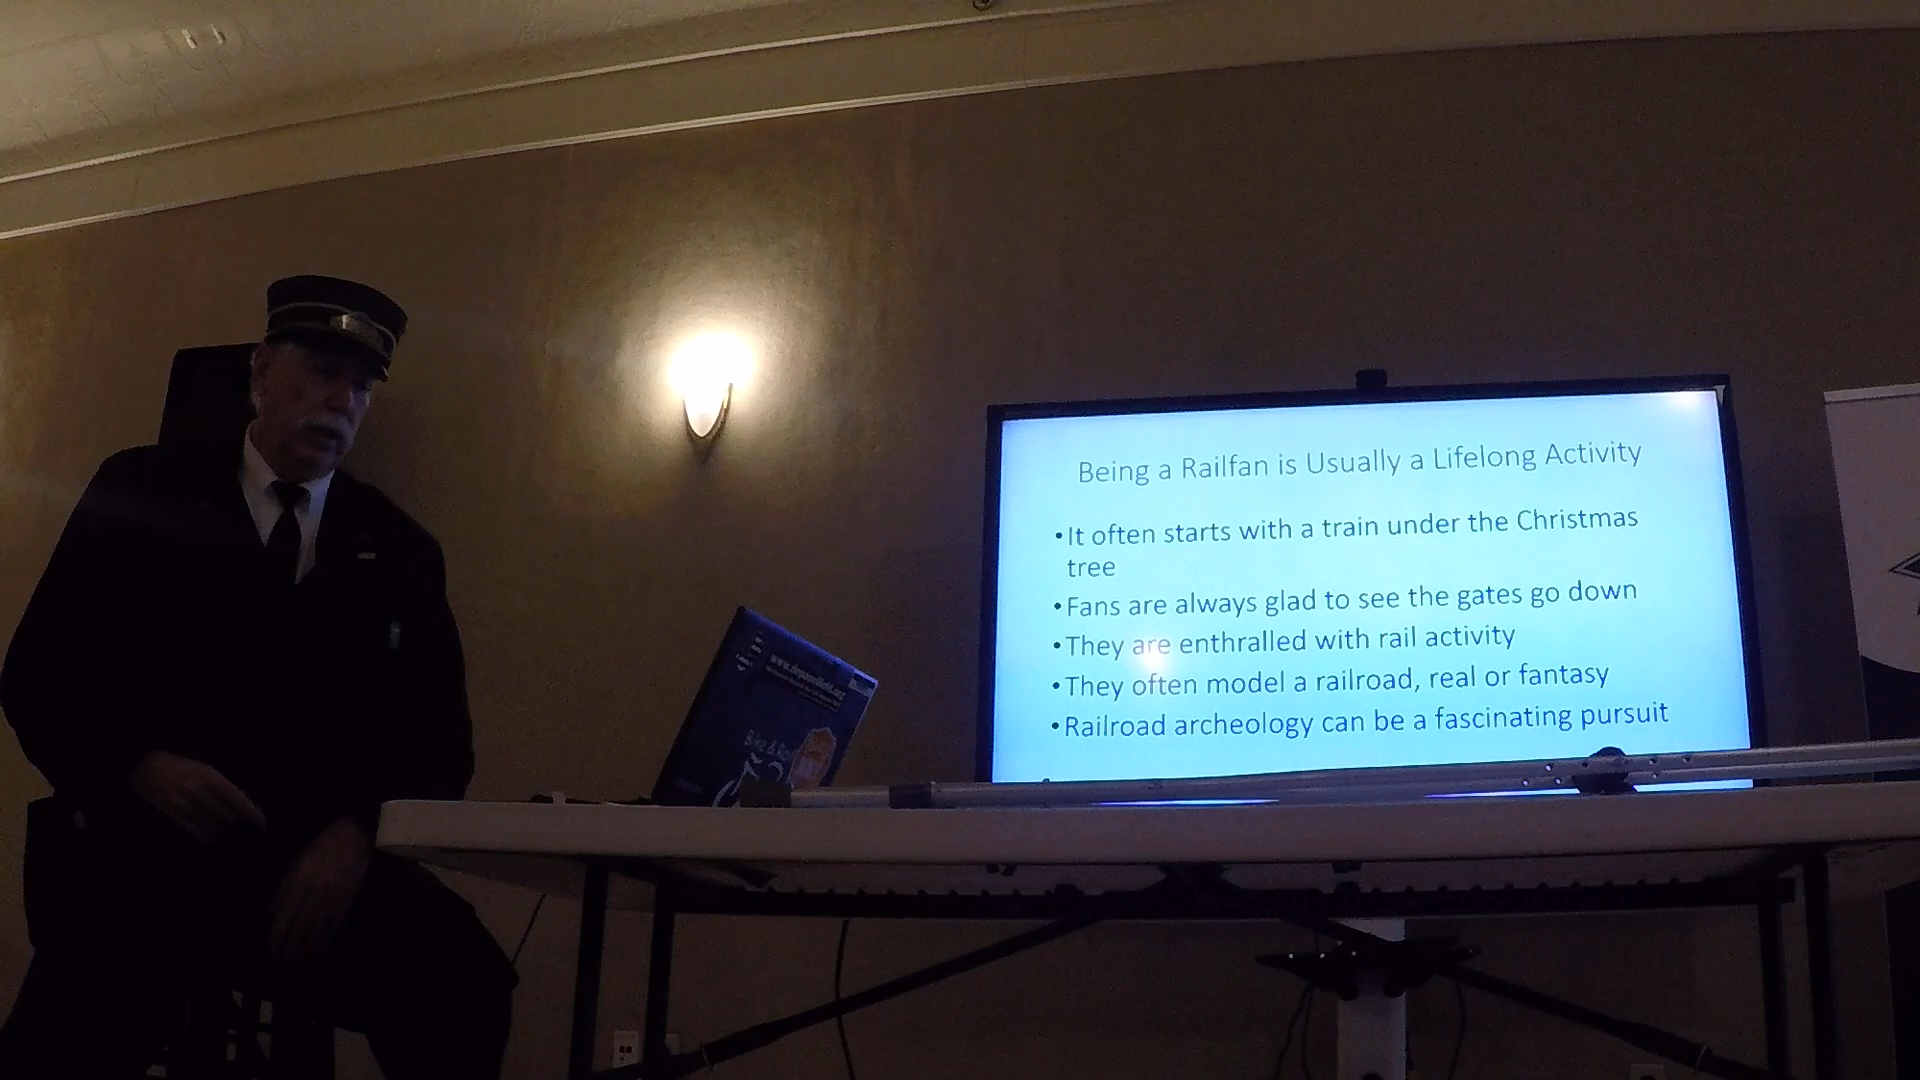 Being a Railfan is Usually a Lifelong Activity
•It often starts with a train under the Christmas
tree
•Fans are always glad to see the gates go down
•They are enthralled with rail activity
•They often model a railroad, real or fantasy
•Railroad archeology can be a fascinating pursuit
Bike &